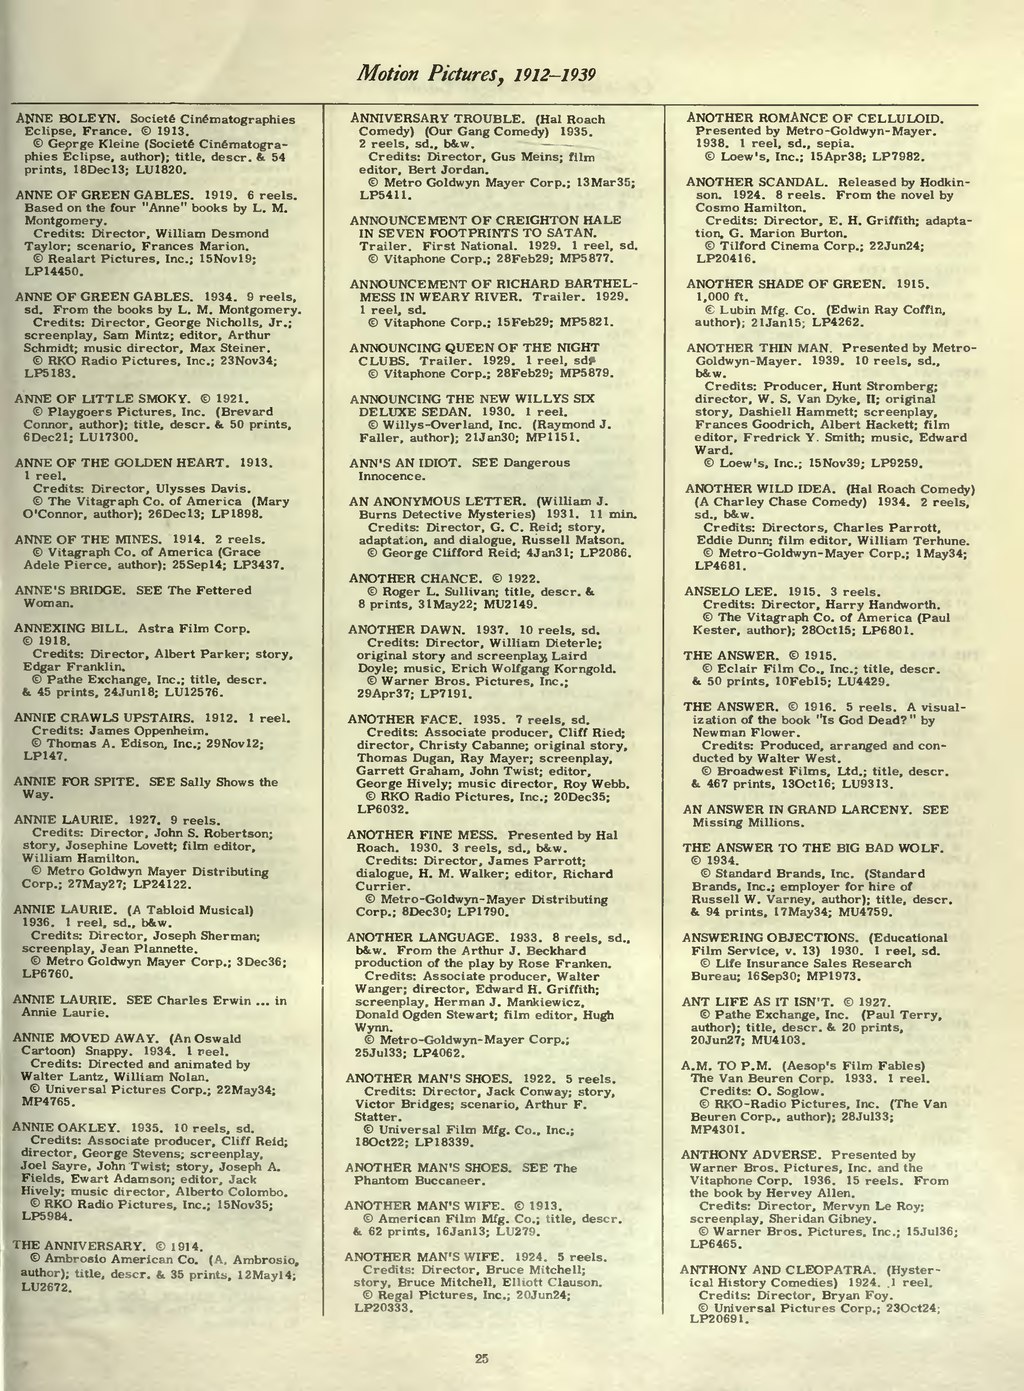 Motion Pictures, 1912–1939
ANNE BOLEYN. Societé Cinématographies
Eclipse, France. © 1913.
© George Kleine (Societé Cinématogra-
phies Eclipse, author); title, descr. & 54
prints, 18Dec13; LU1820.
ANNE OF GREEN GABLES. 1919. 6 reels.
Based on the four "Anne" books by L. M.
Montgomery.
Credits: Director, William Desmond
Taylor; scenario, Frances Marion.
© Realart Pictures, Inc.; 15Nov19;
LP14450.
ANNE OF GREEN GABLES. 1934. 9 reels,
sd. From the books by L. M. Montgomery.
Credits: Director, George Nicholls, Jr.;
screenplay, Sam Mintz; editor, Arthur
Schmidt; music director, Max Steiner.
© RKO Radio Pictures, Inc.; 23Nov34;
LP5183.
ANNE OF LITTLE SMOKY. © 1921.
© Playgoers Pictures, Inc. (Brevard
Connor, author); title, descr. & 50 prints,
6Dec21; LU17300.
ANNE OF THE GOLDEN HEART. 1913.
1 reel.
Credits: Director, Ulysses Davis.
© The Vitagraph Co. of America (Mary
O'Connor, author); 26Dec13; LP1898.
ANNE OF THE MINES. 1914. 2 reels.
© Vitagraph Co. of America (Grace
Adele Pierce, author); 25Sep14; LP3437.
ANNE'S BRIDGE. SEE The Fettered
Woman.
ANNEXING BILL. Astra Film Corp.
© 1918.
Credits: Director, Albert Parker; story,
Edgar Franklin.
© Pathe Exchange, Inc.; title, descr.
& 45 prints, 24Jun18; LU12576.
ANNIE CRAWLS UPSTAIRS. 1912. 1 reel.
Credits: James Oppenheim.
© Thomas A. Edison, Inc.; 29Nov12;
LP147.
ANNIE FOR SPITE. SEE Sally Shows the
Way.
ANNIE LAURIE. 1927. 9 reels.
Credits: Director, John S. Robertson;
story, Josephine Lovett; film editor,
William Hamilton.
© Metro Goldwyn Mayer Distributing
Corp.; 27May27; LP24122.
ANNIE LAURIE. (A Tabloid Musical)
1936. 1 reel, sd., b&w.
Credits: Director, Joseph Sherman;
screenplay, Jean Plannette.
© Metro Goldwyn Mayer Corp.; 3Dec36;
LP6760.
ANNIE LAURIE. SEE Charles Erwin ... in
Annie Laurie.
ANNIE MOVED AWAY. (An Oswald
Cartoon) Snappy. 1934. 1 reel.
Credits: Directed and animated by
Walter Lantz, William Nolan.
© Universal Pictures Corp.; 22May34;
MP4765.
ANNIE OAKLEY. 1935. 10 reels, sd.
Credits: Associate producer, Cliff Reid;
director, George Stevens; screenplay,
Joel Sayre, John Twist; story, Joseph A.
Fields, Ewart Adamson; editor, Jack
Hively; music director, Alberto Colombo.
© RKO Radio Pictures, Inc.; 15Nov35;
LP5984.
THE ANNIVERSARY. © 1914.
© Ambrosio American Co. (A. Ambrosio,
author); title, descr. & 35 prints, 12May14;
LU2672.
ANNIVERSARY TROUBLE. (Hal Roach
Comedy) (Our Gang Comedy) 1935.
2 reels, sd., b&w.
Credits: Director, Gus Meins; film
editor, Bert Jordan.
© Metro Goldwyn Mayer Corp.; 13Mar35;
LP5411.
ANNOUNCEMENT OF CREIGHTON HALE
IN SEVEN FOOTPRINTS TO SATAN.
Trailer. First National. 1929. 1 reel, sd.
© Vitaphone Corp.; 28Feb29; MP5877.
ANNOUNCEMENT OF RICHARD BARTHEL-
MESS IN WEARY RIVER. Trailer. 1929.
1 reel, sd.
© Vitaphone Corp.; 15Feb29; MP5821.
ANNOUNCING QUEEN OF THE NIGHT
CLUBS. Trailer. 1929. 1 reel, sd.
© Vitaphone Corp.; 28Feb29; MP5879.
ANNOUNCING THE NEW WILLYS SIX
DELUXE SEDAN. 1930. 1 reel.
© Willys-Overland, Inc. (Raymond J.
Faller, author); 21Jan30; MP1151.
ANN'S AN IDIOT. SEE Dangerous
Innocence.
AN ANONYMOUS LETTER. (William J.
Burns Detective Mysteries) 1931. 11 min.
Credits: Director, G. C. Reid; story,
adaptation, and dialogue, Russell Matson.
© George Clifford Reid; 4Jan31; LP2086.
ANOTHER CHANCE. © 1922.
© Roger L. Sullivan; title, descr. &
8 prints, 31May22; MU2149.
ANOTHER DAWN. 1937. 10 reels, sd.
Credits: Director, William Dieterle;
original story and screenplay, Laird
Doyle; music, Erich Wolfgang Korngold.
© Warner Bros. Pictures, Inc.;
29Apr37; LP7191.
ANOTHER FACE. 1935. 7 reels, sd.
Credits: Associate producer, Cliff Ried;
director, Christy Cabanne; original story,
Thomas Dugan, Ray Mayer; screenplay,
Garrett Graham, John Twist; editor,
George Hively; music director, Roy Webb.
© RKO Radio Pictures, Inc.; 20Dec35;
LP6032.
ANOTHER FINE MESS. Presented by Hal
Roach. 1930. 3 reels, sd., b&w.
Credits: Director, James Parrott;
dialogue, H. M. Walker; editor, Richard
Currier.
© Metro-Goldwyn-Mayer Distributing
Corp.; 8Dec30; LP1790.
ANOTHER LANGUAGE. 1933. 8 reels, sd.,
b&w. From the Arthur J. Beckhard
production of the play by Rose Franken.
Credits: Associate producer, Walter
Wanger; director, Edward H. Griffith;
screenplay, Herman J. Mankiewicz,
Donald Ogden Stewart; film editor, Hugh
Wynn.
© Metro-Goldwyn-Mayer Corp.;
25Jul33; LP4062.
ANOTHER MAN'S SHOES. 1922. 5 reels.
Credits: Director, Jack Conway; story,
Victor Bridges; scenario, Arthur F.
Statter.
© Universal Film Mfg. Co., Inc.;
18Oct22; LP18339.
ANOTHER MAN'S SHOES. SEE The
Phantom Buccaneer.
ANOTHER MAN'S WIFE. © 1913.
© American Film Mfg. Co.; title, descr.
& 62 prints, 16Jan13; LU279.
ANOTHER MAN'S WIFE. 1924. 5 reels.
Credits: Director, Bruce Mitchell;
story, Bruce Mitchell, Elliott Clauson.
© Regal Pictures, Inc.; 20Jun24;
LP20333.
ANOTHER ROMANCE OF CELLULOID.
Presented by Metro-Goldwyn-Mayer.
1938. 1 reel, sd., sepia.
© Loew's, Inc.; 15Apr38; LP7982.
ANOTHER SCANDAL. Released by Hodkin-
son. 1924. 8 reels. From the novel by
Cosmo Hamilton.
Credits: Director, E. H. Griffith; adapta-
tion, G. Marion Burton.
© Tilford Cinema Corp.; 22Jun24;
LP20416.
ANOTHER SHADE OF GREEN. 1915.
1,000 ft.
© Lubin Mfg. Co. (Edwin Ray Coffin,
author); 21Jan15; LP4262.
ANOTHER THIN MAN. Presented by Metro-
Goldwyn-Mayer. 1939. 10 reels, sd.,
b&w.
Credits: Producer, Hunt Stromberg;
director, W. S. Van Dyke, II; original
story, Dashiell Hammett; screenplay,
Frances Goodrich, Albert Hackett; film
editor, Fredrick Y. Smith; music, Edward
Ward.
© Loew's, Inc.; 15Nov39; LP9259.
ANOTHER WILD IDEA. (Hal Roach Comedy)
(A Charley Chase Comedy) 1934. 2 reels,
sd., b&w.
Credits: Directors, Charles Parrott,
Eddie Dunn; film editor, William Terhune.
© Metro-Goldwyn-Mayer Corp.; 1May34;
LP4681.
ANSELO LEE. 1915. 3 reels.
Credits: Director, Harry Handworth.
© The Vitagraph Co. of America (Paul
Kester, author); 28Oct15; LP6801.
THE ANSWER. © 1915.
© Eclair Film Co., Inc.; title, descr.
& 50 prints, 10Feb15; LU4429.
THE ANSWER. © 1916. 5 reels. A visual-
ization of the book "Is God Dead?" by
Newman Flower.
Credits: Produced, arranged and con-
ducted by Walter West.
© Broadwest Films, Ltd.; title, descr.
& 467 prints, 13Oct16; LU9313.
AN ANSWER IN GRAND LARCENY. SEE
Missing Millions.
THE ANSWER TO THE BIG BAD WOLF.
© 1934.
© Standard Brands, Inc. (Standard
Brands, Inc.; employer for hire of
Russell W. Varney, author); title, descr.
& 94 prints, 17May34; MU4759.
ANSWERING OBJECTIONS. (Educational
Film Service, v. 13) 1930. 1 reel, sd.
© Life Insurance Sales Research
Bureau; 16Sep30; MP1973.
ANT LIFE AS IT ISN'T. © 1927.
© Pathe Exchange, Inc. (Paul Terry,
author); title, descr. & 20 prints,
20Jun27; MU4103.
A.M. TO P.M. (Aesop's Film Fables)
The Van Beuren Corp. 1933. 1 reel.
Credits: O. Soglow.
© RKO-Radio Pictures, Inc. (The Van
Beuren Corp., author); 28Jul33;
MP4301.
ANTHONY ADVERSE. Presented by
Warner Bros. Pictures, Inc. and the
Vitaphone Corp. 1936. 15 reels. From
the book by Hervey Allen.
Credits: Director, Mervyn Le Roy;
screenplay, Sheridan Gibney.
© Warner Bros. Pictures, Inc.; 15Jul36;
LP6465.
ANTHONY AND CLEOPATRA. (Hyster-
ical History Comedies) 1924. 1 reel.
Credits: Director, Bryan Foy.
© Universal Pictures Corp.; 23Oct24;
LP20691.
25